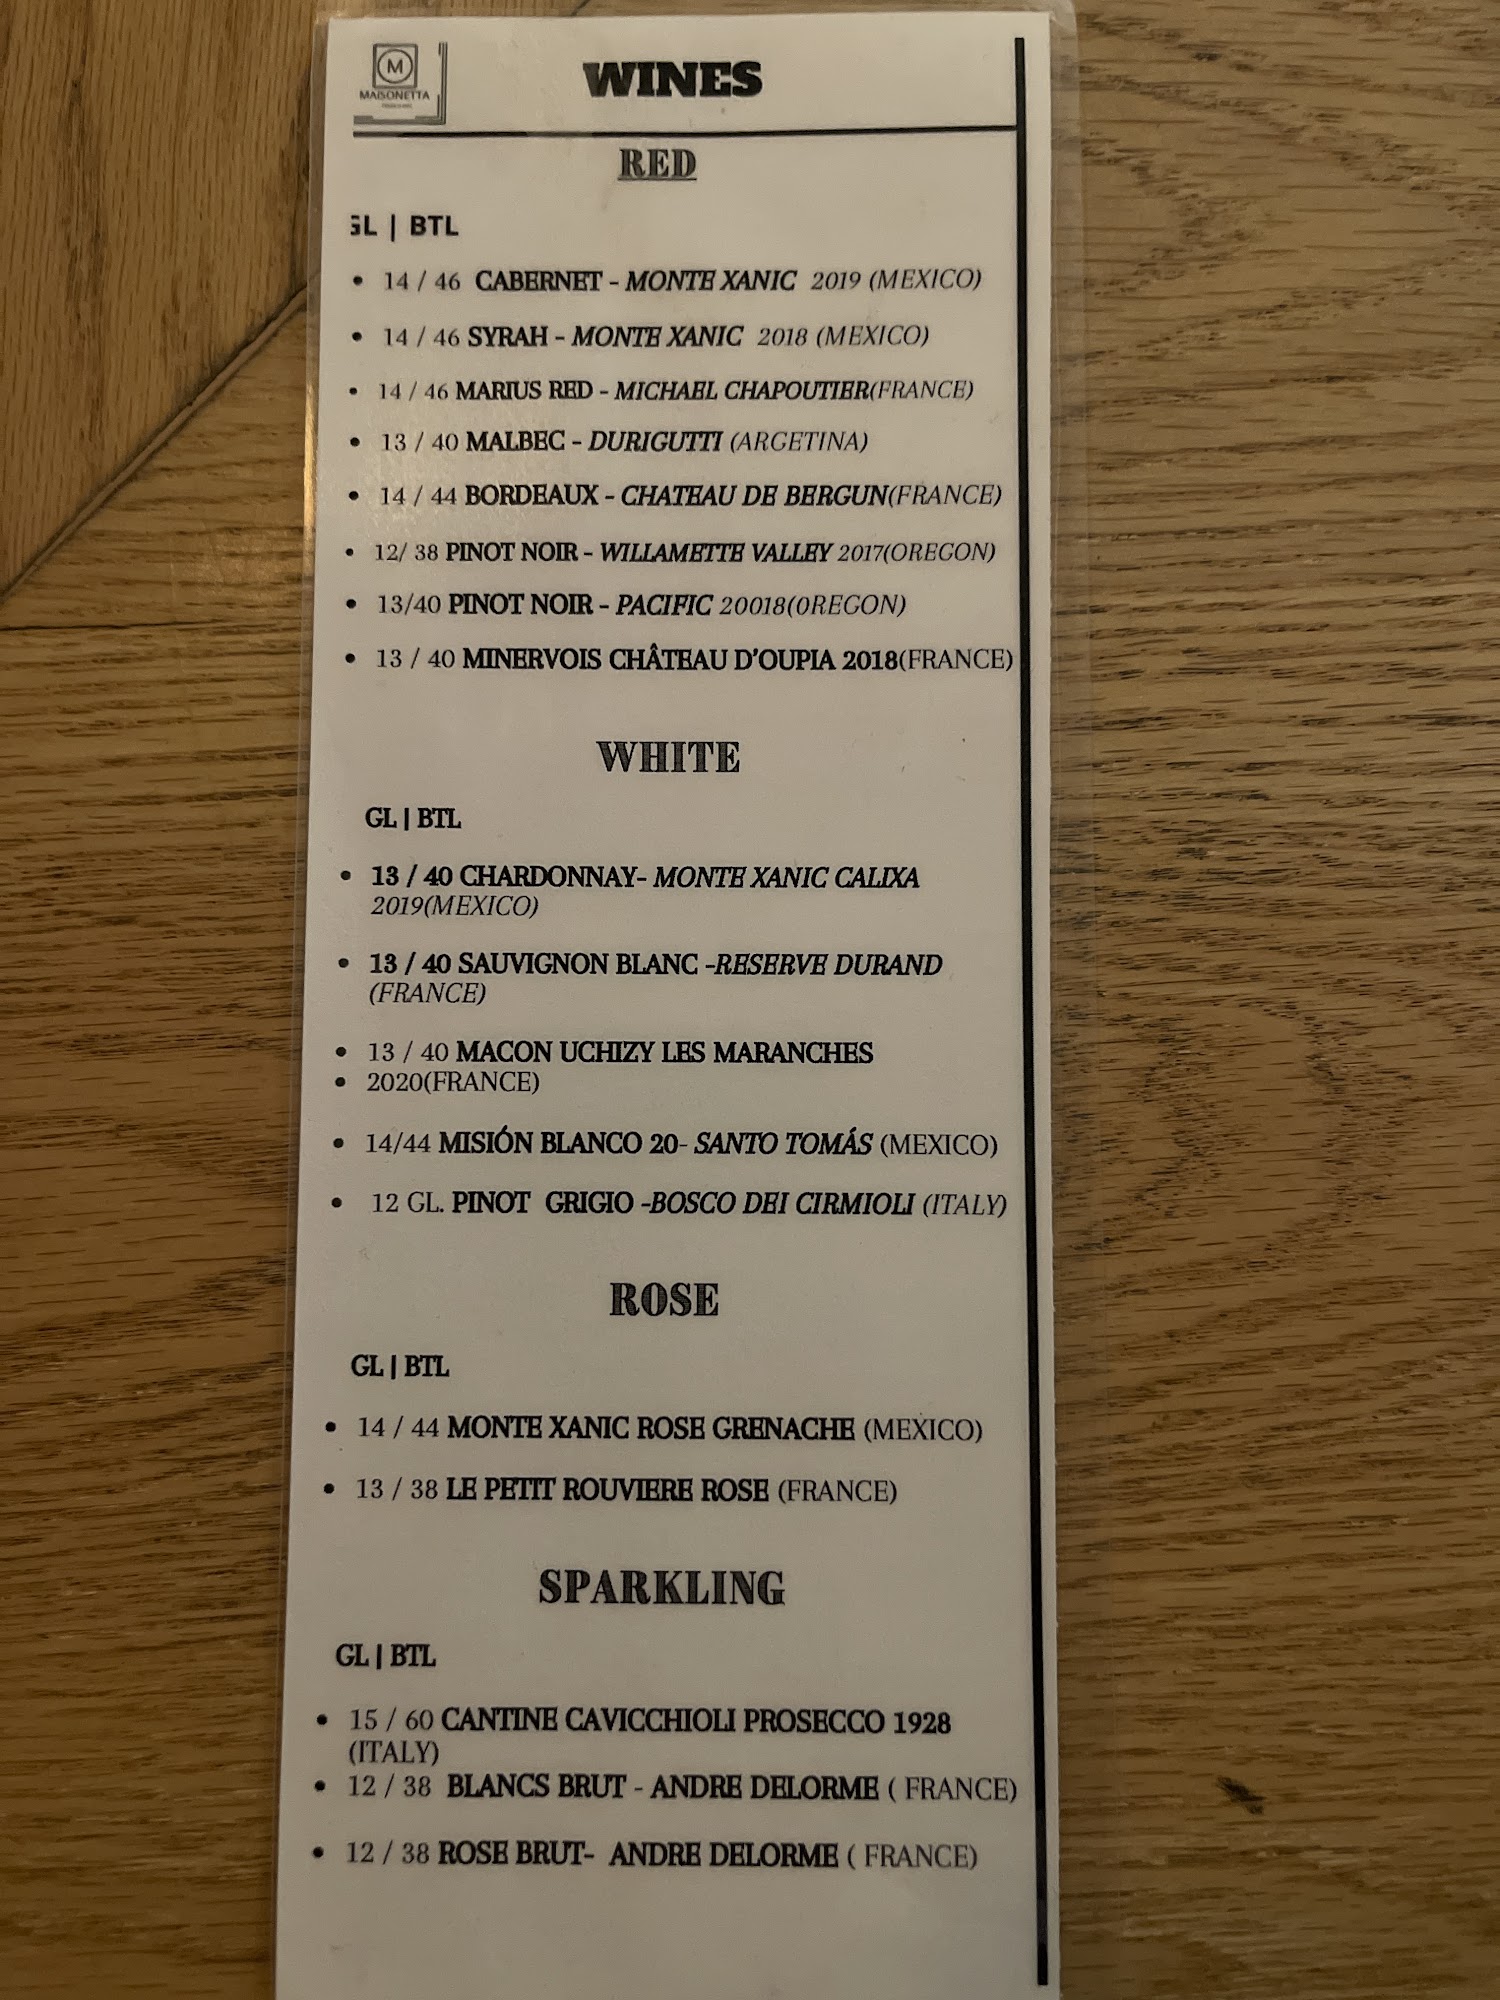 M
MAISONETTA
WINES
RED
GL | BTL
• 14 / 46 CABERNET - MONTE XANIC 2019 (MEXICO)
• 14 / 46 SYRAH - MONTE XANIC 2018 (MEXICO)
• 14 / 46 MARIUS RED - MICHAEL CHAPOUTIER(FRANCE)
• 13 / 40 MALBEC - DURIGUTTI (ARGETINA)
• 14 / 44 BORDEAUX - CHATEAU DE BERGUN(FRANCE)
• 12/ 38 PINOT NOIR - WILLAMETTE VALLEY 2017(OREGON)
• 13/40 PINOT NOIR - PACIFIC 20018(0REGON)
• 13 / 40 MINERVOIS CHÂTEAU D'OUPIA 2018(FRANCE)
WHITE
GL | BTL
• 13 / 40 CHARDONNAY- MONTE XANIC CALIXA
2019(MEXICO)
• 13 / 40 SAUVIGNON BLANC -RESERVE DURAND
(FRANCE)
• 13 / 40 MACON UCHIZY LES MARANCHES
• 2020(FRANCE)
• 14/44 MISIÓN BLANCO 20- SANTO TOMÁS (MEXICO)
• 12 GL. PINOT GRIGIO -BOSCO DEI CIRMIOLI (ITALY)
ROSE
GL | BTL
• 14 / 44 MONTE XANIC ROSE GRENACHE (MEXICO)
• 13 / 38 LE PETIT ROUVIERE ROSE (FRANCE)
SPARKLING
GL | BTL
• 15 / 60 CANTINE CAVICCHIOLI PROSECCO 1928
(ITALY)
• 12 / 38 BLANCS BRUT - ANDRE DELORME ( FRANCE)
• 12 / 38 ROSE BRUT- ANDRE DELORME ( FRANCE)